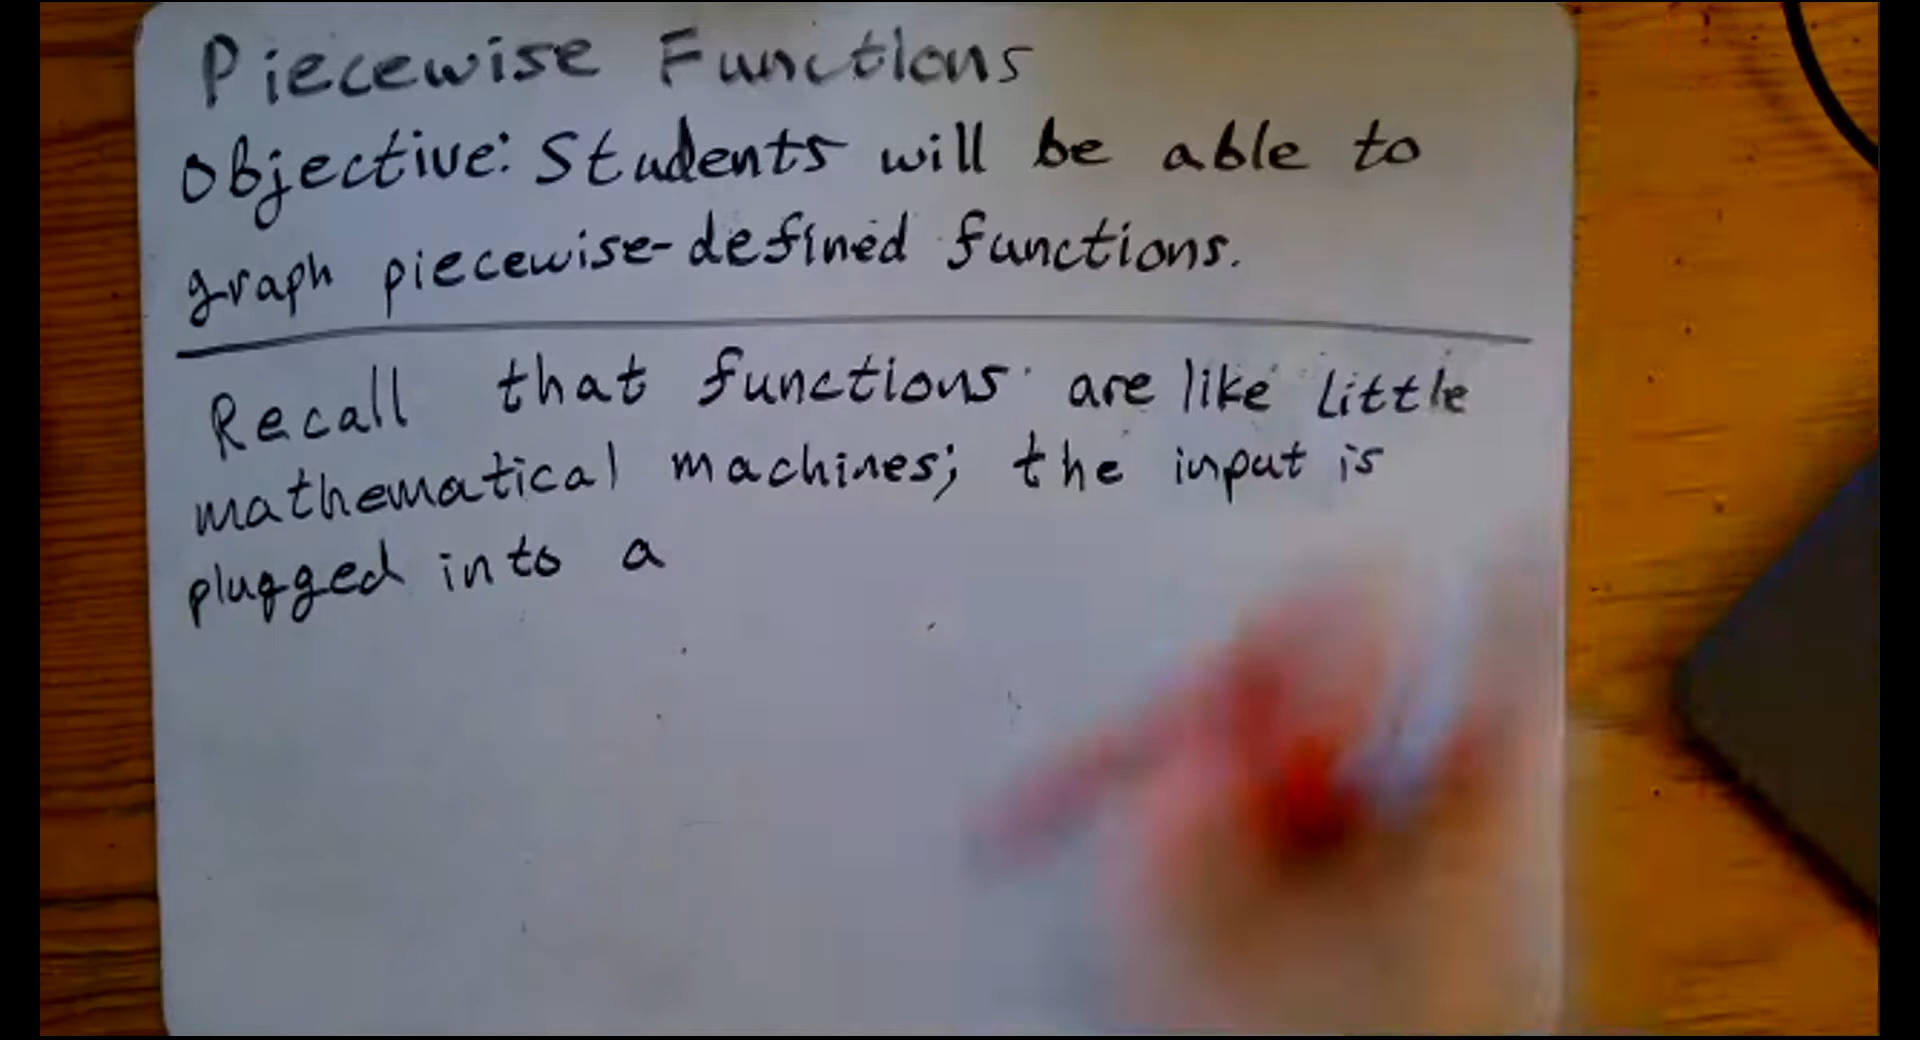 Piecewise Functions
Objective: Students will be able to
graph piecewise-defined functions.
Recall that functions are like little
mathematical machines; the input is
plugged into a